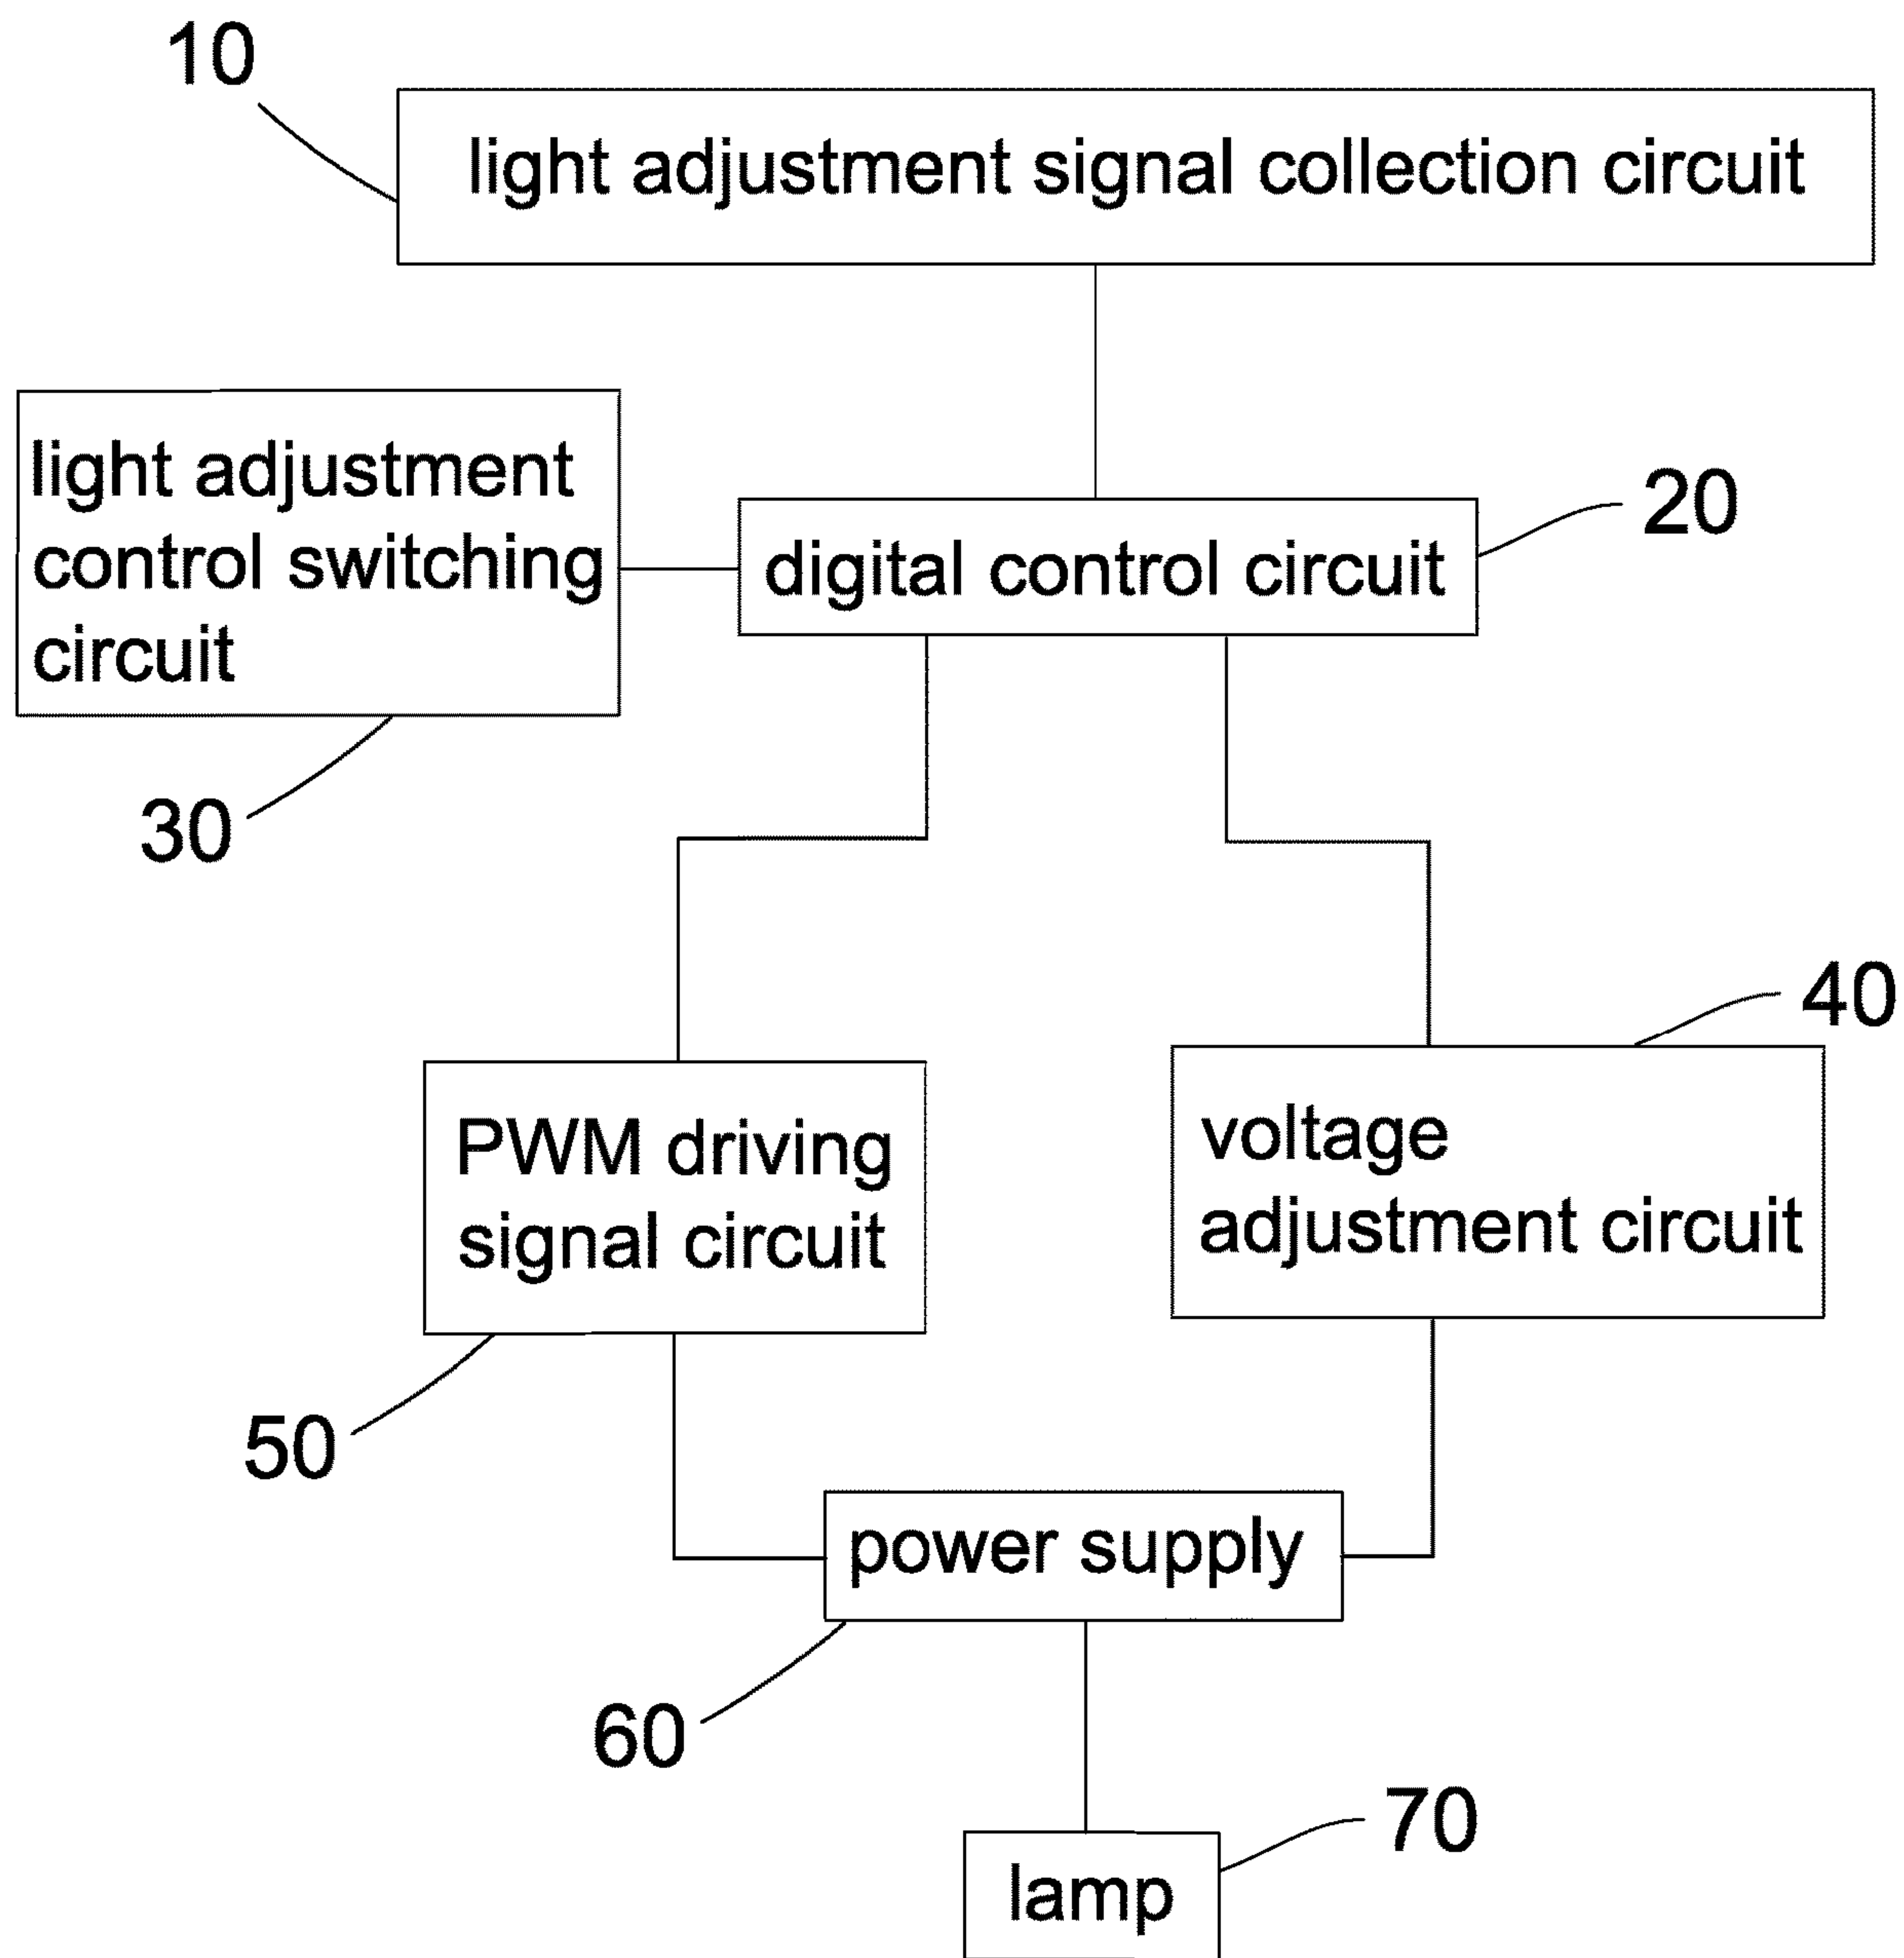 10
light adjustment signal collection circuit
light adjustment
control switching
circuit
20
digital control circuit
30
40
PWM driving
signal circuit
voltage
adjustment circuit
50
power supply
60
70
lamp